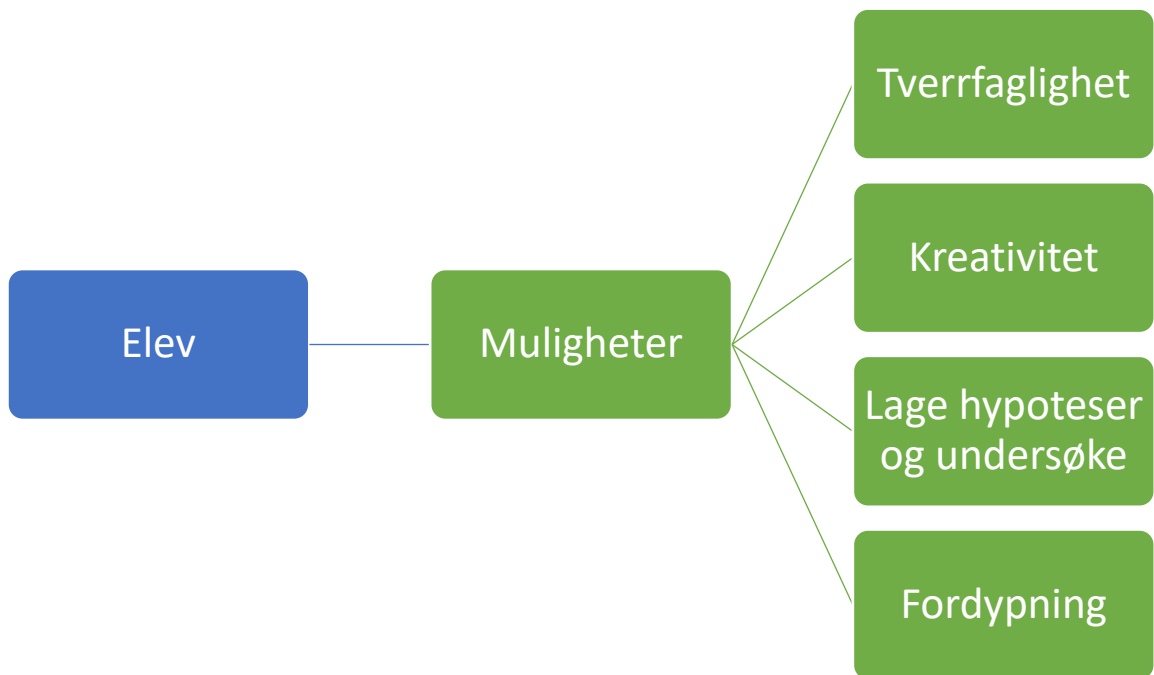 Elev
Muligheter
Tverrfaglighet
Kreativitet
Lage hypoteser
og undersøke
Fordypning